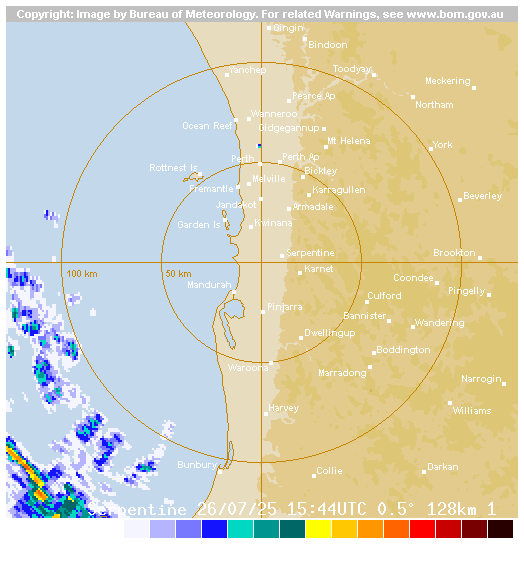 Copyright: Image by Bureau of Meteorology. For related Warnings, see www.bom.gov.au
Gingin
Bindoon
Yanchep
Toodyay
Meckering
Pearce Ap
Northam
Wanneroo
Ocean Reef
Gidgegannup
Mt Helena
York
Perth
Perth Ap
Rottnest Is
Bickley
Melville
Fremantle
Karragullen
Beverley
Jandakot
Armadale
Garden Is
Kwinana
Serpentine
Brookton
100 km
50 km
Karnet
Coondee
Mandurah
Culford
Pingelly
Pinjarra
Bannister
Wandering
Dwellingup
Boddington
Waroona
Marradong
Narrogin
Harvey
Williams
Bunbury
Collie
Darkan
Serpentine 26/07/25 15:44UTC 0.5° 128km 1